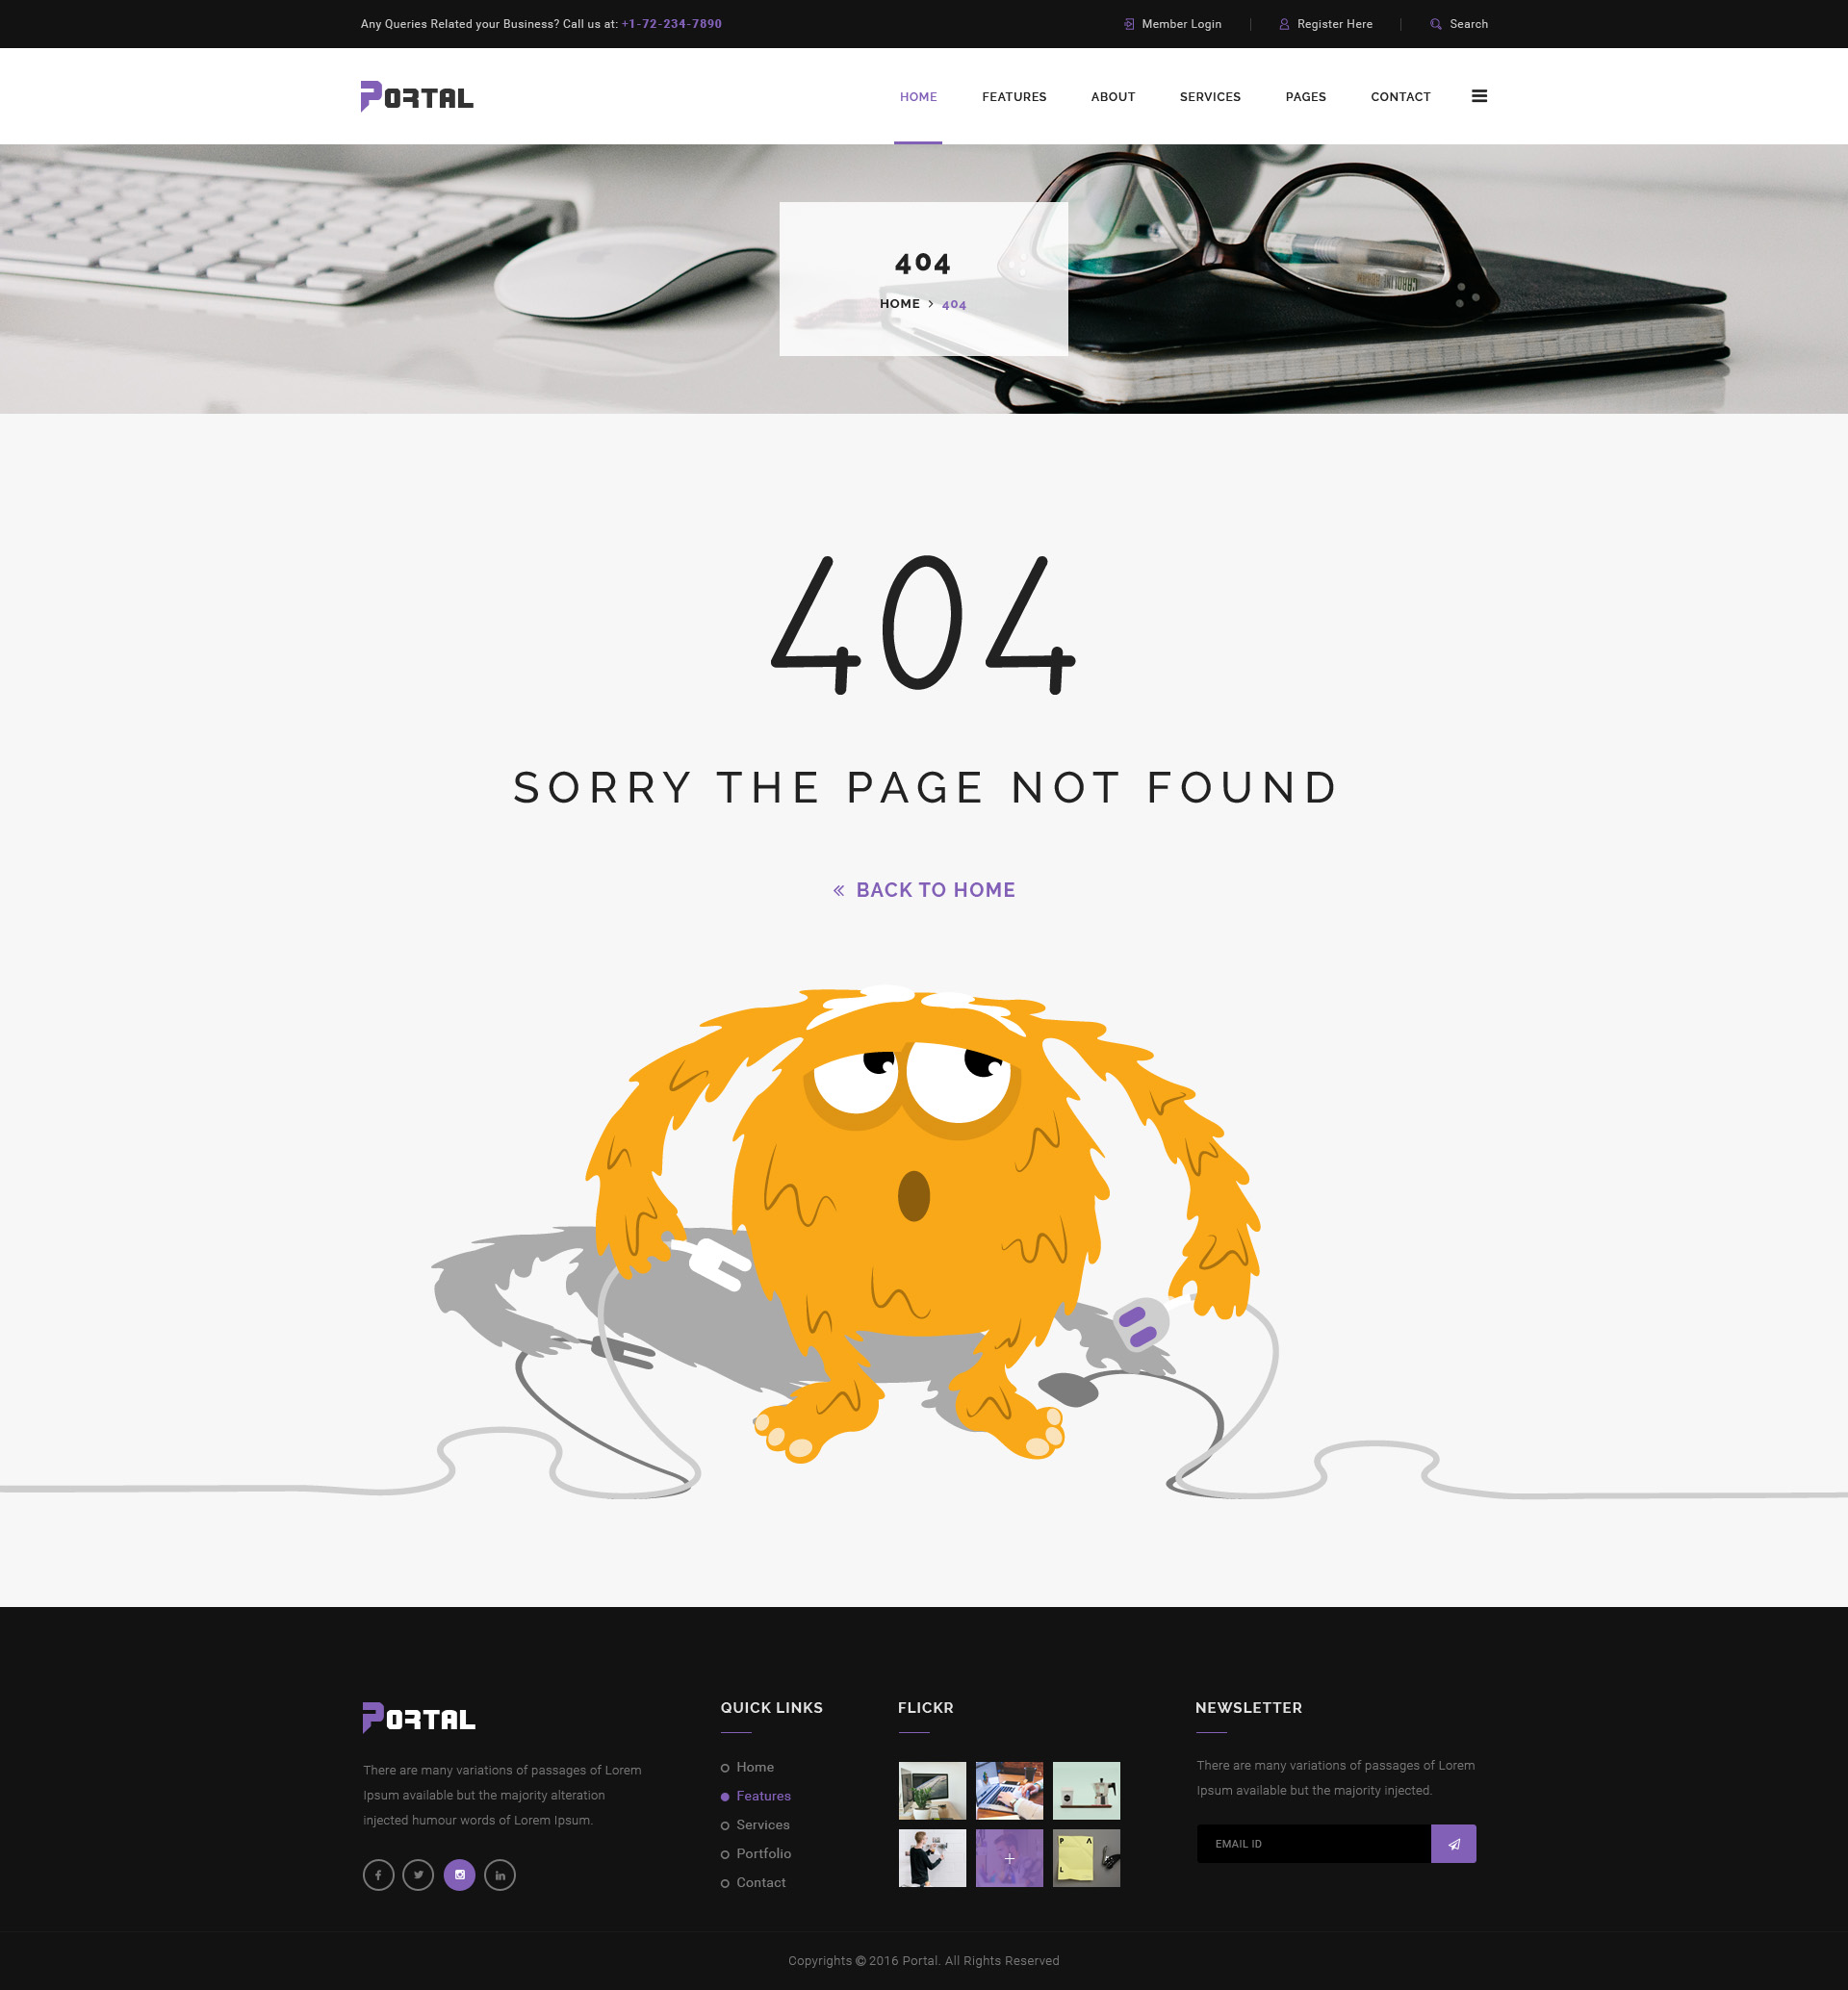 Any Queries Related your Business? Call us at: +1-72-234-7890
Member Login
Register Here
Search
PORTAL
HOME
FEATURES
ABOUT
SERVICES
PAGES
CONTACT
404
HOME > 404
404
SORRY THE PAGE NOT FOUND
« BACK TO HOME
PORTAL
There are many variations of passages of Lorem
Ipsum available but the majority alteration
injected humour words of Lorem Ipsum.
QUICK LINKS
Home
Features
Services
Portfolio
Contact
FLICKR
P A
L
NEWSLETTER
There are many variations of passages of Lorem
Ipsum available but the majority injected.
EMAIL ID
Copyrights © 2016 Portal. All Rights Reserved